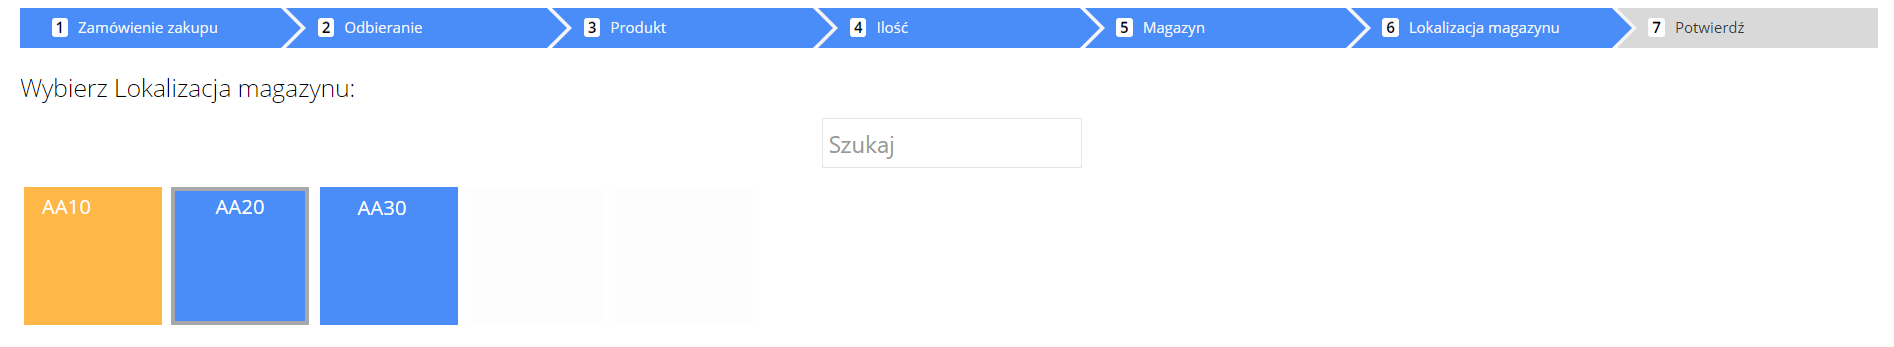 1 Zamówienie zakupu 2 Odbieranie 3 Produkt 4 Ilość 5 Magazyn 6 Lokalizacja magazynu 7 Potwierdź
Wybierz Lokalizacja magazynu:
Szukaj
AA10 AA20 AA30